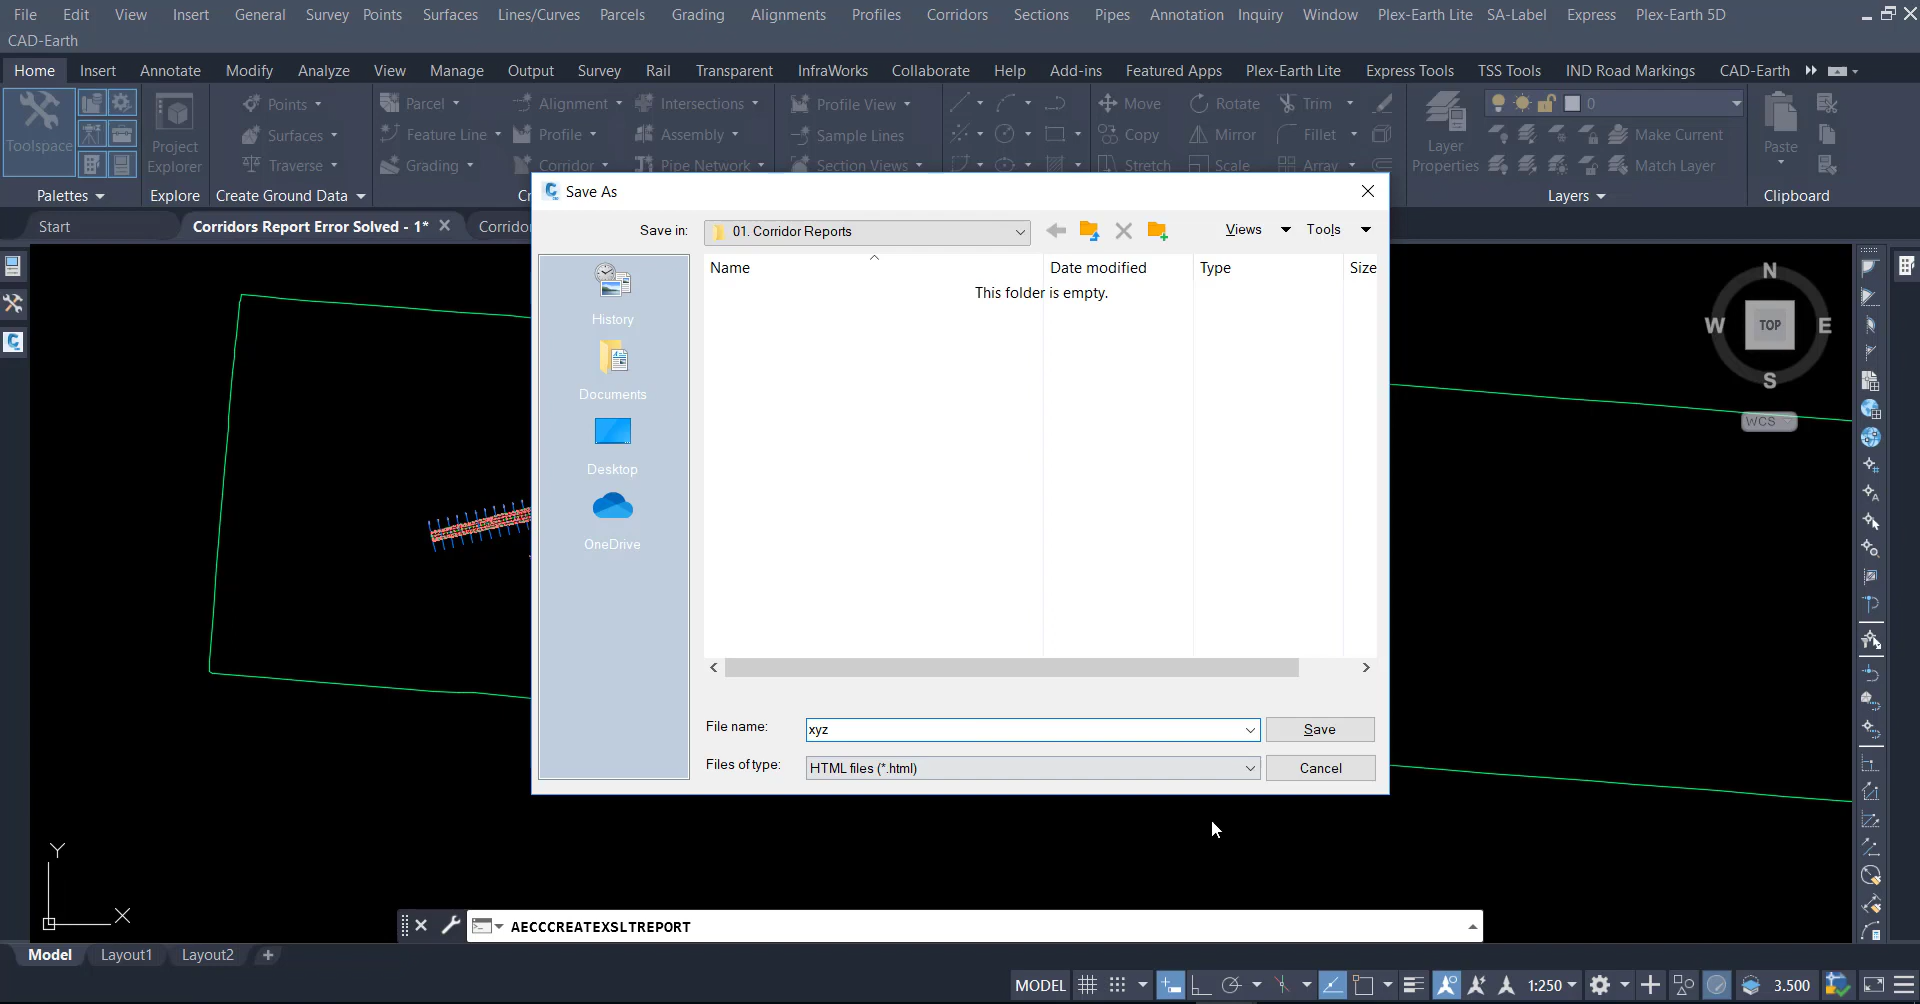 File Edit View Insert General Survey Points Surfaces Lines/Curves Parcels Grading Alignments Profiles Corridors Sections Pipes Annotation Inquiry Window Plex-Earth Lite SA-Label Express Plex-Earth 5D
CAD-Earth
Home Insert Annotate Modify Analyze View Manage Output Survey Rail Transparent InfraWorks Collaborate Help Add-ins Featured Apps Plex-Earth Lite Express Tools TSS Tools IND Road Markings CAD-Earth
Points Parcel Alignment Intersections Profile View Move Rotate Trim 0
Toolspace Project Explorer Surfaces Feature Line Profile Assembly Sample Lines Copy Mirror Fillet Layer Properties Make Current Paste
Traverse Grading Corridor Pipe Network Section Views Stretch Scale Array Match Layer
Palettes Explore Create Ground Data Layers Clipboard
Start Corridors Report Error Solved - 1* Corrido
Save As
Save in: 01. Corridor Reports Views Tools
Name Date modified Type Size
This folder is empty.
History
Documents
Desktop
OneDrive
File name: xyz Save
Files of type: HTML files (*.html) Cancel
N
W TOP E
S
WCS
Y
X
AECCCREATEXSLTREPORT
Model Layout1 Layout2 +
MODEL 1:250 3.500